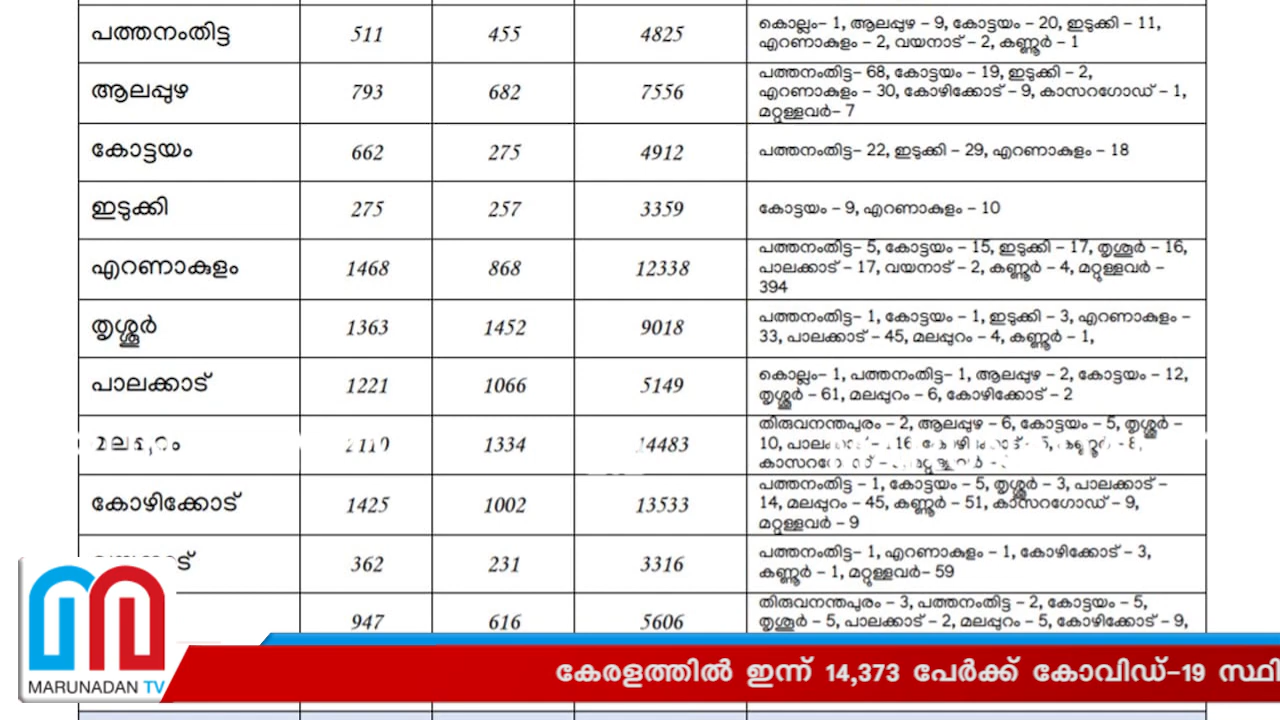 പത്തനംതിട്ട 511 455 4825 കൊല്ലം– 1, ആലപ്പുഴ – 9, കോട്ടയം – 20, ഇടുക്കി – 11,
എറണാകുളം – 2, വയനാട് – 2, കണ്ണൂർ – 1
ആലപ്പുഴ 793 682 7556 പത്തനംതിട്ട– 68, കോട്ടയം – 19, ഇടുക്കി – 2,
എറണാകുളം – 30, കോഴിക്കോട് – 9, കാസറഗോഡ് – 1,
മറ്റുള്ളവർ– 7
കോട്ടയം 662 275 4912 പത്തനംതിട്ട– 22, ഇടുക്കി – 29, എറണാകുളം – 18
ഇടുക്കി 275 257 3359 കോട്ടയം – 9, എറണാകുളം – 10
എറണാകുളം 1468 868 12338 പത്തനംതിട്ട– 5, കോട്ടയം – 15, ഇടുക്കി – 17, തൃശൂർ – 16,
പാലക്കാട് – 17, വയനാട് – 2, കണ്ണൂർ – 4, മറ്റുള്ളവർ –
394
തൃശ്ശൂർ 1363 1452 9018 പത്തനംതിട്ട– 1, കോട്ടയം – 1, ഇടുക്കി – 3, എറണാകുളം –
33, പാലക്കാട് – 45, മലപ്പുറം – 4, കണ്ണൂർ – 1,
പാലക്കാട് 1221 1066 5149 കൊല്ലം– 1, പത്തനംതിട്ട– 1, ആലപ്പുഴ – 2, കോട്ടയം – 12,
തൃശ്ശൂർ – 61, മലപ്പുറം – 6, കോഴിക്കോട് – 2
മലപ്പുറം 2110 1334 14483 തിരുവനന്തപുരം – 2, ആലപ്പുഴ – 6, കോട്ടയം – 5, തൃശ്ശൂർ –
10,
കോഴിക്കോട് 1425 1002 13533 പത്തനംതിട്ട – 1, കോട്ടയം – 5, തൃശ്ശൂർ – 3, പാലക്കാട് –
14, മലപ്പുറം – 45, കണ്ണൂർ – 51, കാസറഗോഡ് – 9,
മറ്റുള്ളവർ – 9
362 231 3316 പത്തനംതിട്ട– 1, എറണാകുളം – 1, കോഴിക്കോട് – 3,
കണ്ണൂർ – 1, മറ്റുള്ളവർ– 59
947 616 5606 തിരുവനന്തപുരം – 3, പത്തനംതിട്ട – 2, കോട്ടയം – 5,
തൃശൂർ – 5, പാലക്കാട് – 2, മലപ്പുറം – 5, കോഴിക്കോട് – 9,
കേരളത്തിൽ ഇന്ന് 14,373 പേർക്ക് കോവിഡ്-19 സ്ഥി
MARUNADAN TV